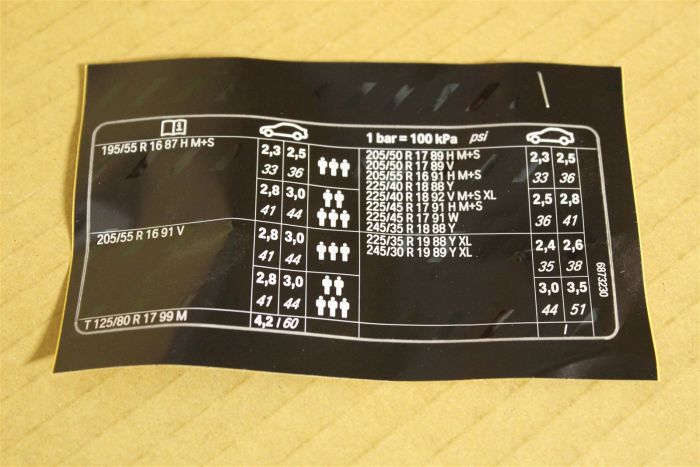 1 bar = 100 kPa psi
195/55 R 16 87 H M+S
2,3 2,5
33 36
2,8 3,0
41 44
205/55 R 16 91 V
2,8 3,0
41 44
2,8 3,0
41 44
T 125/80 R 17 99 M
4,2 / 60
205/50 R 17 89 H M+S
205/50 R 17 89 V
205/55 R 16 91 H M+S
225/40 R 18 88 Y
225/40 R 18 92 V M+S XL
225/45 R 17 91 H M+S
225/45 R 17 91 W
245/35 R 18 88 Y
2,3 2,5
33 36
2,5 2,8
36 41
225/35 R 19 88 Y XL
245/30 R 19 89 Y XL
2,4 2,6
35 38
3,0 3,5
44 51
/
6873230